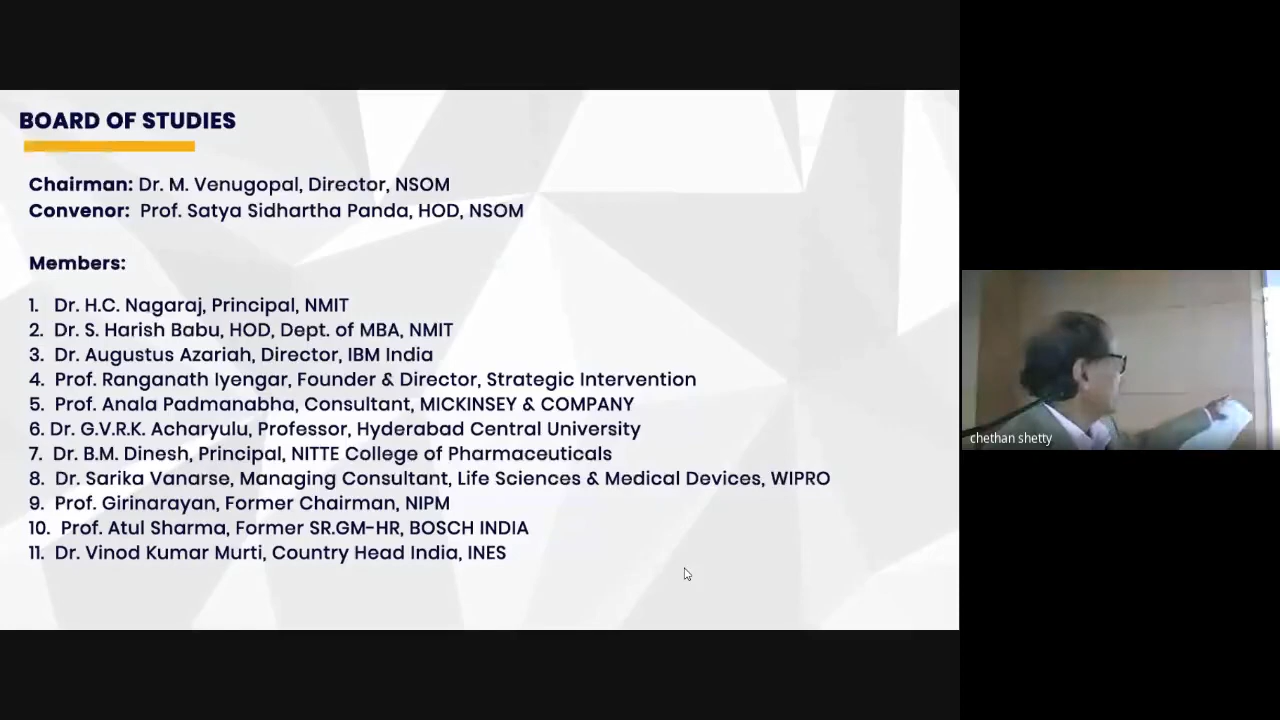 BOARD OF STUDIES
Chairman: Dr. M. Venugopal, Director, NSOM
Convenor: Prof. Satya Sidhartha Panda, HOD, NSOM
Members:
1. Dr. H.C. Nagaraj, Principal, NMIT
2. Dr. S. Harish Babu, HOD, Dept. of MBA, NMIT
3. Dr. Augustus Azariah, Director, IBM India
4. Prof. Ranganath Iyengar, Founder & Director, Strategic Intervention
5. Prof. Anala Padmanabha, Consultant, MICKINSEY & COMPANY
6. Dr. G.V.R.K. Acharyulu, Professor, Hyderabad Central University
7. Dr. B.M. Dinesh, Principal, NITTE College of Pharmaceuticals
8. Dr. Sarika Vanarse, Managing Consultant, Life Sciences & Medical Devices, WIPRO
9. Prof. Girinarayan, Former Chairman, NIPM
10. Prof. Atul Sharma, Former SR.GM-HR, BOSCH INDIA
11. Dr. Vinod Kumar Murti, Country Head India, INES
chethan shetty